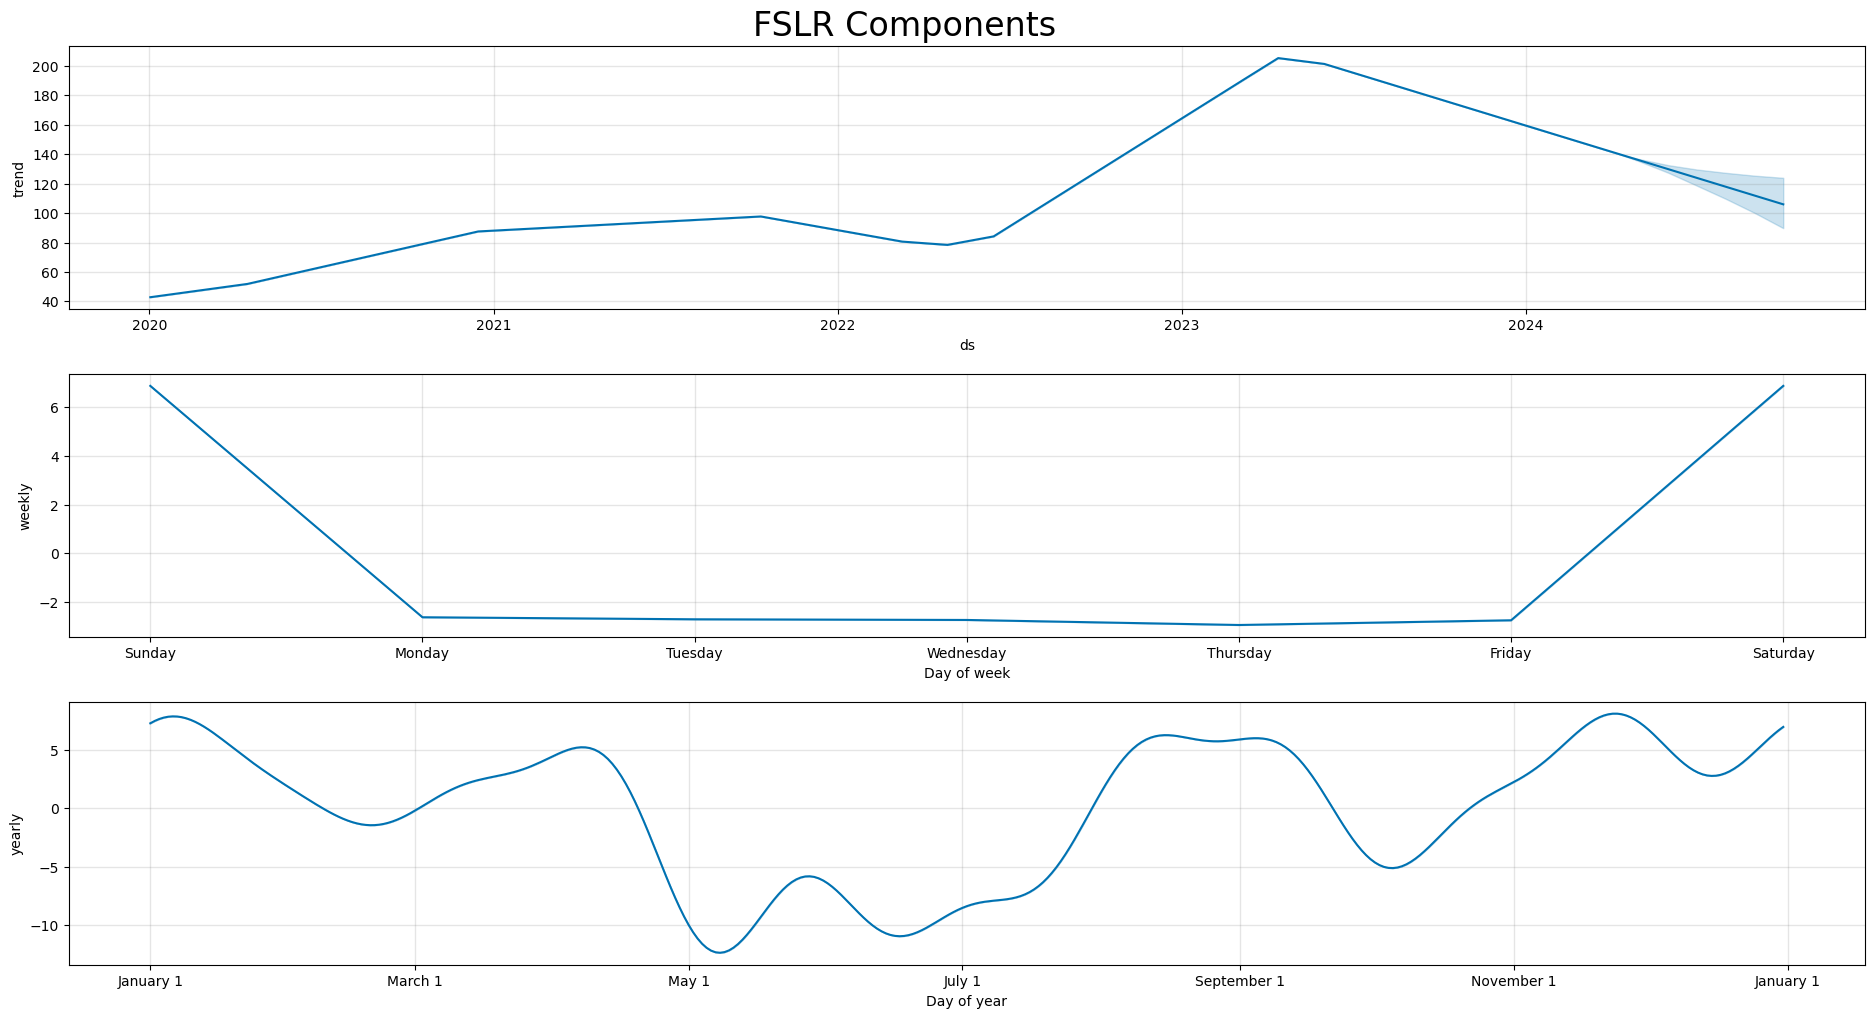 FSLR Components
200
180
160
140
120
100
80
60
40
trend
2020 2021 2022 2023 2024
ds
6
4
2
0
−2
weekly
Sunday Monday Tuesday Wednesday Thursday Friday Saturday
Day of week
5
0
−5
−10
yearly
January 1 March 1 May 1 July 1 September 1 November 1 January 1
Day of year